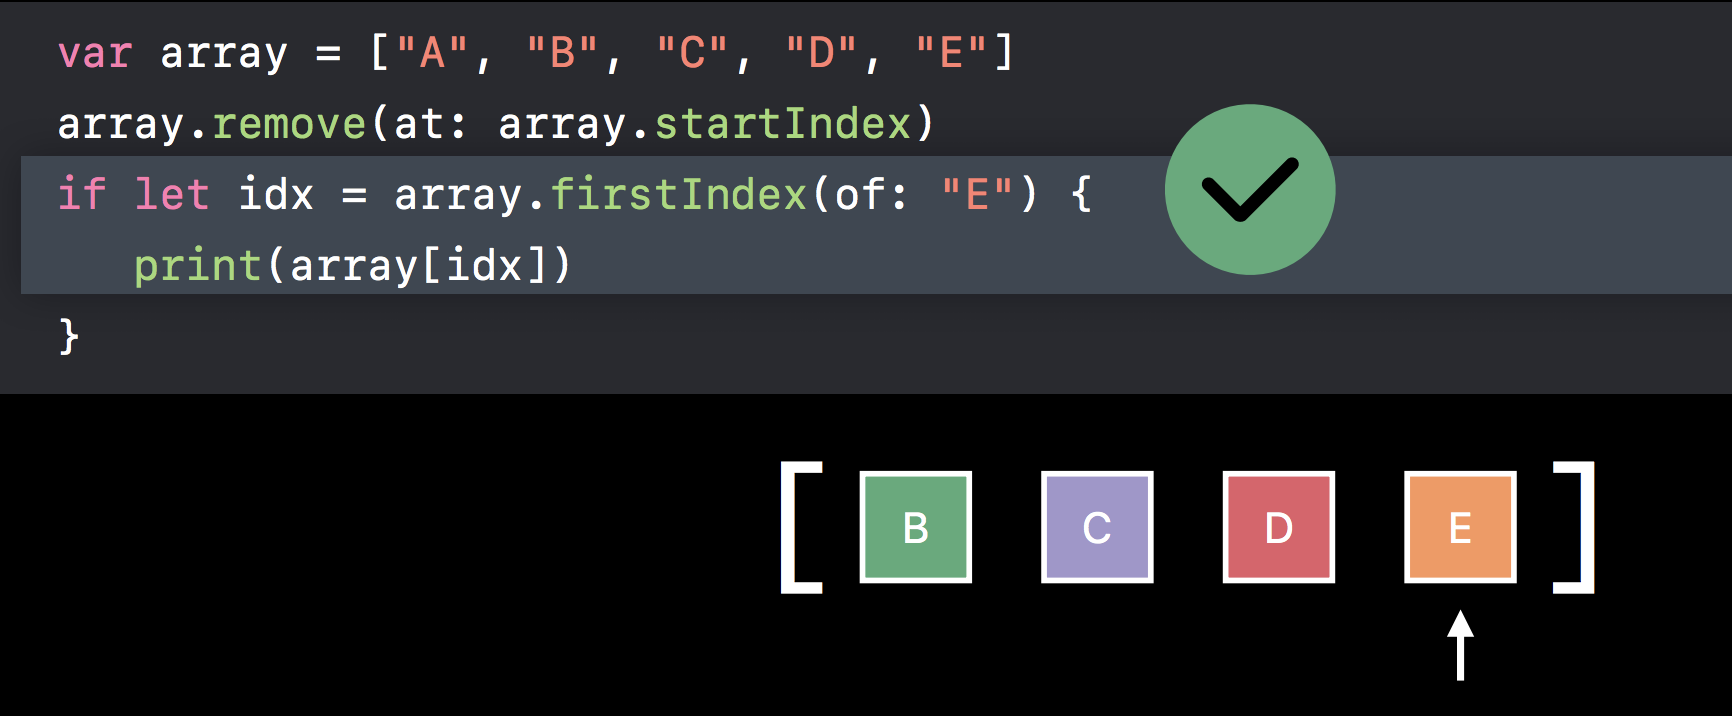 var array = ["A", "B", "C", "D", "E"]
array.remove(at: array.startIndex)
if let idx = array.firstIndex(of: "E") {
   print(array[idx])
}
[ B C D E ]